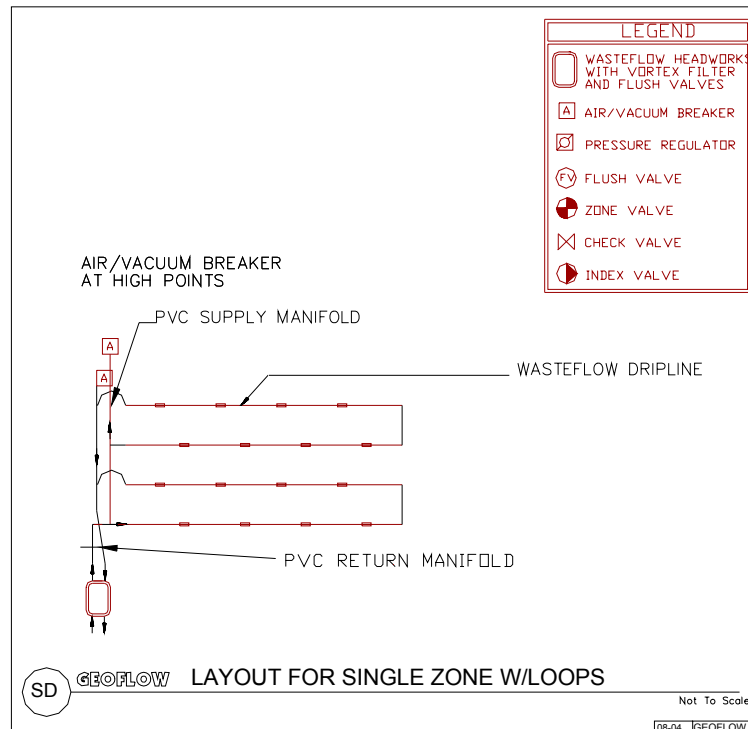 LEGEND
WASTEFLOW HEADWORKS
WITH VORTEX FILTER
AND FLUSH VALVES
A AIR/VACUUM BREAKER
PRESSURE REGULATOR
FV FLUSH VALVE
ZONE VALVE
CHECK VALVE
INDEX VALVE
AIR/VACUUM BREAKER
AT HIGH POINTS
PVC SUPPLY MANIFOLD
A
WASTEFLOW DRIPLINE
A
PVC RETURN MANIFOLD
SD GEOFLOW LAYOUT FOR SINGLE ZONE W/LOOPS
Not To Scale
08-04 GEOFLOW